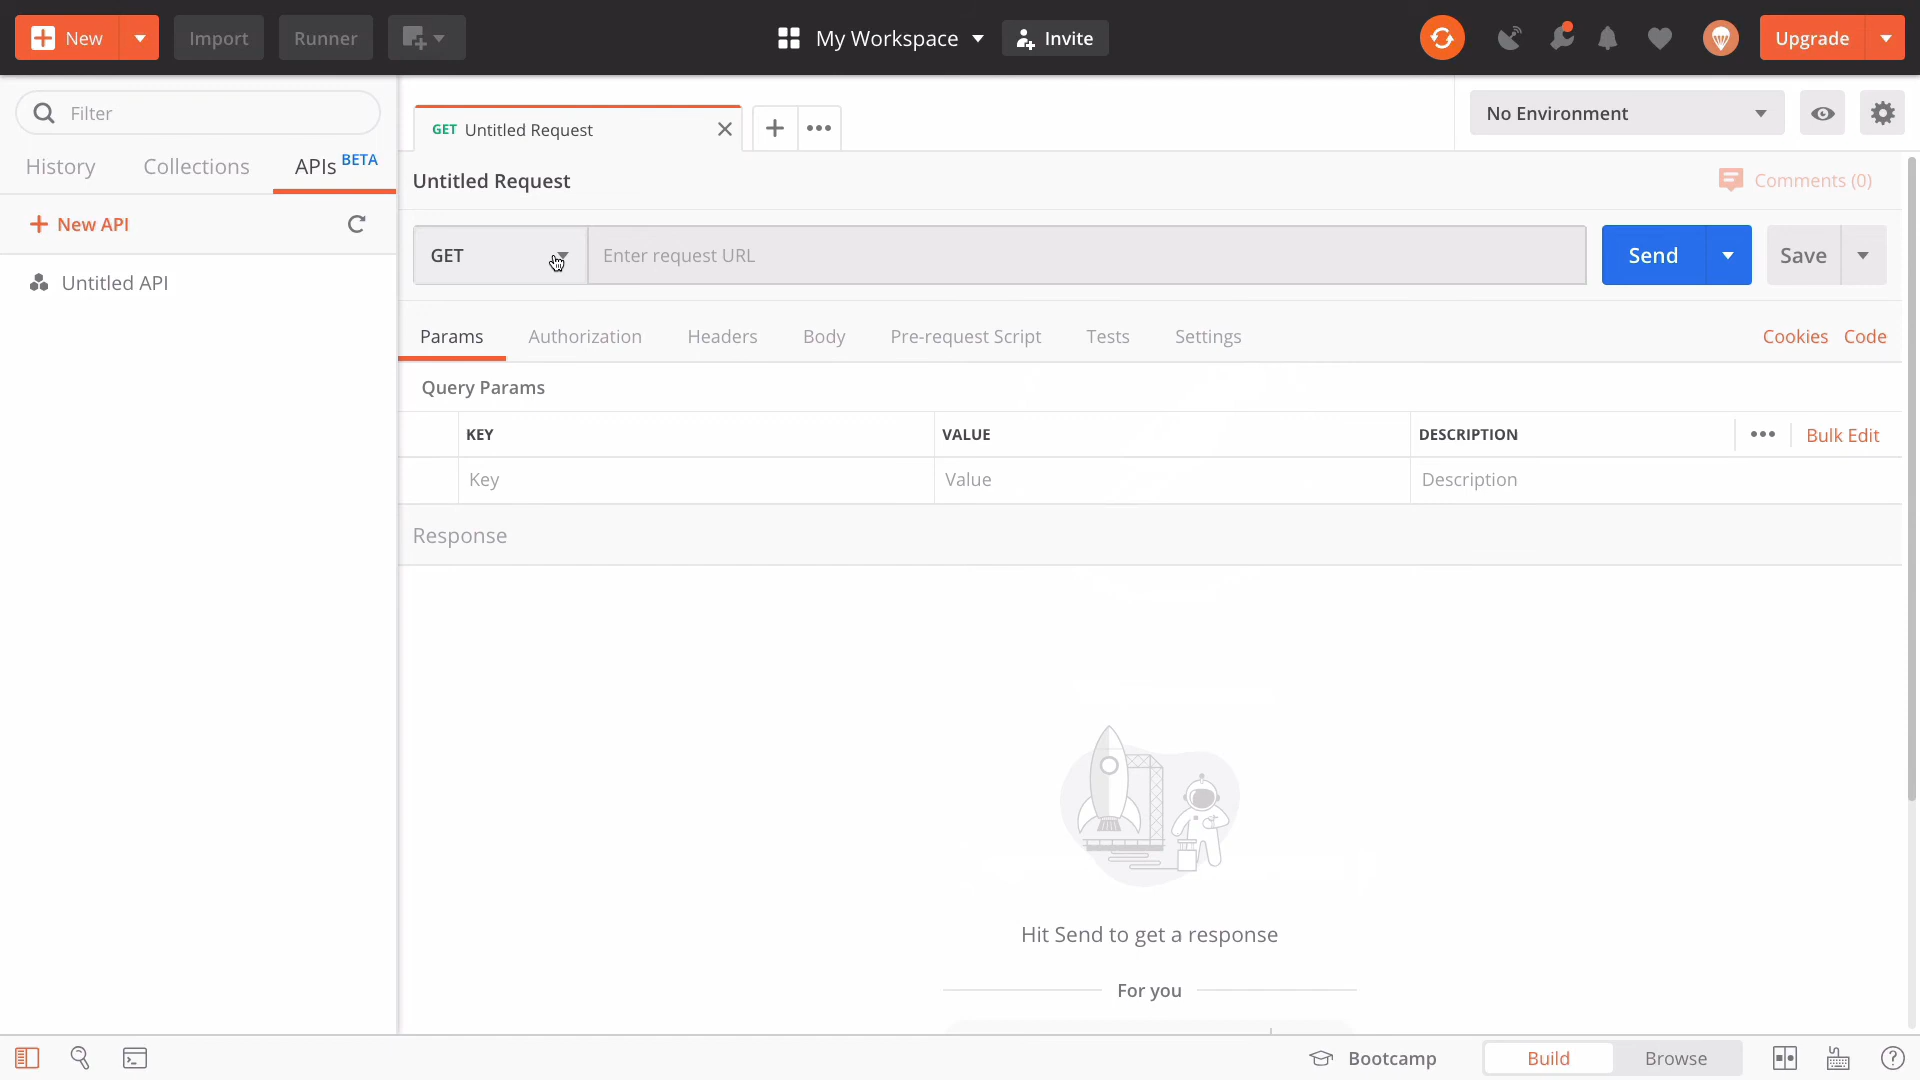 New
Import
Runner
My Workspace
Invite
Upgrade
Filter
History
Collections
APIs BETA
New API
Untitled API
GET Untitled Request
No Environment
Untitled Request
Comments (0)
GET
Enter request URL
Send
Save
Params
Authorization
Headers
Body
Pre-request Script
Tests
Settings
Cookies
Code
Query Params
KEY
VALUE
DESCRIPTION
Bulk Edit
Key
Value
Description
Response
Hit Send to get a response
For you
Bootcamp
Build
Browse